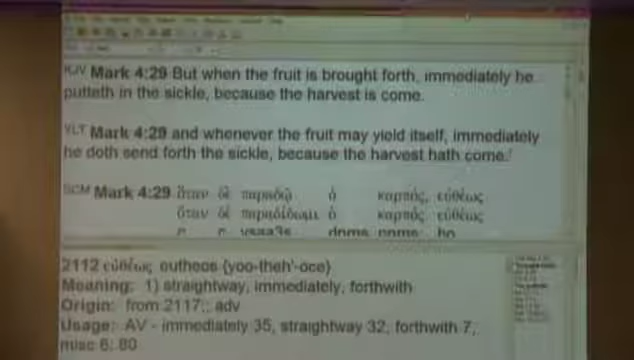 KJV Mark 4:29 But when the fruit is brought forth, immediately he
putteth in the sickle, because the harvest is come.
YLT Mark 4:29 and whenever the fruit may yield itself, immediately
he doth send forth the sickle, because the harvest hath come.'
SCM Mark 4:29 ὅταν δὲ παραδῷ ὁ καρπός, εὐθέως
ὅταν δέ παραδίδωμι ὁ καρπός εὐθέως
2112 εὐθέως eutheos {yoo-theh'-oce}
Meaning: 1) straightway, immediately, forthwith
Origin: from 2117;; adv
Usage: AV - immediately 35, straightway 32, forthwith 7,
misc 6; 80